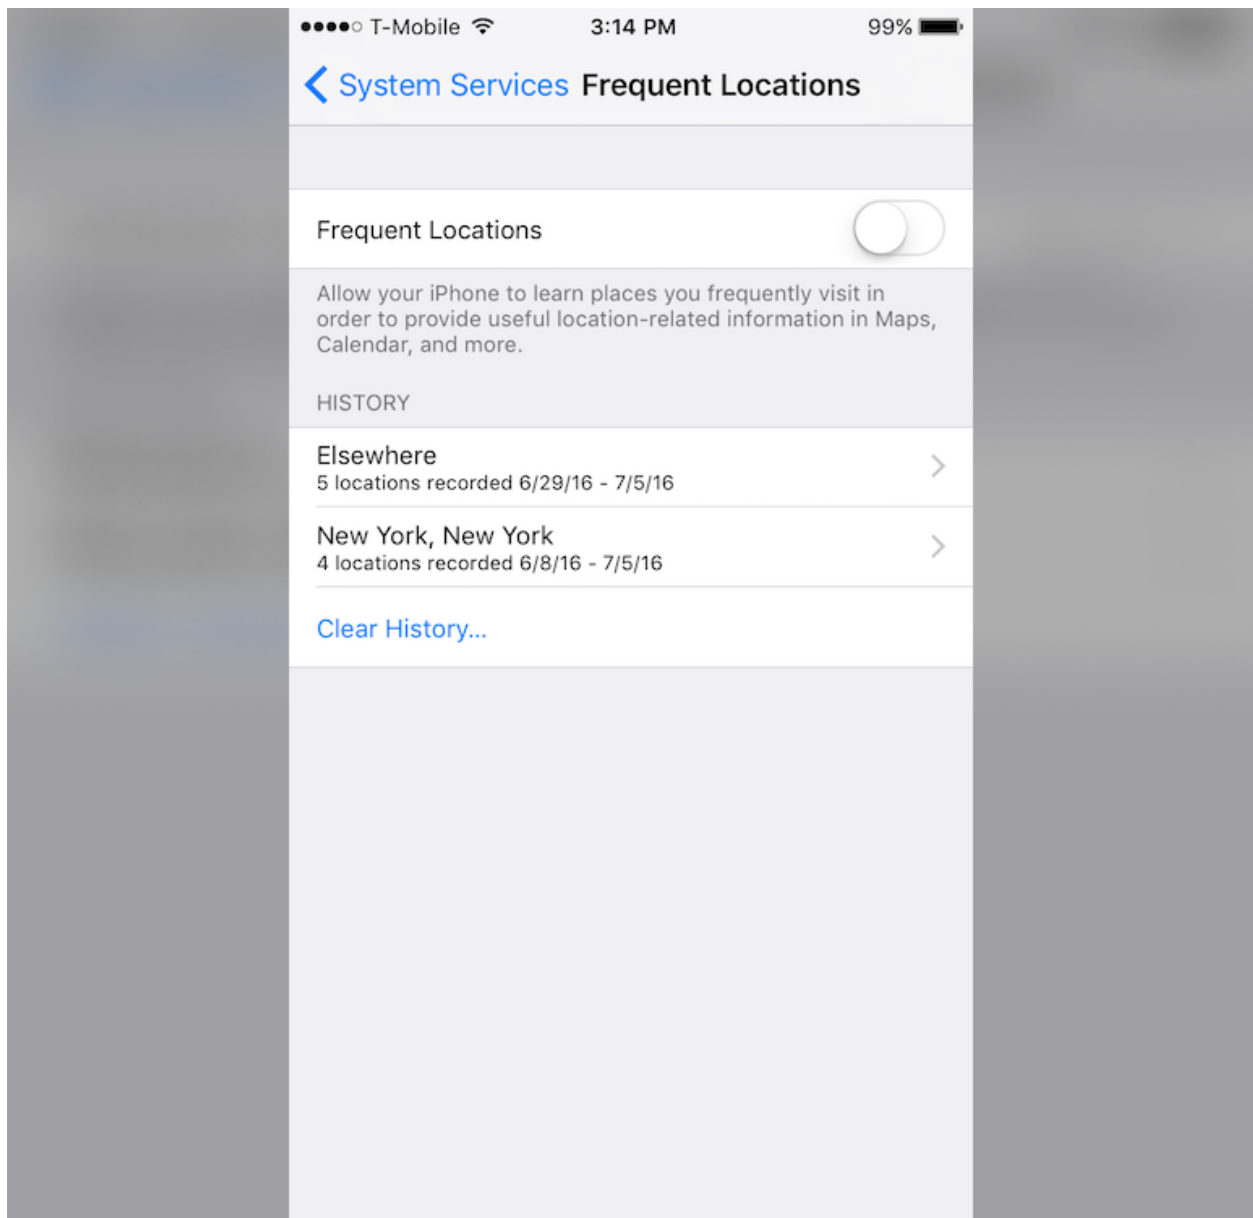 T-Mobile 3:14 PM 99%
System Services Frequent Locations
Frequent Locations
Allow your iPhone to learn places you frequently visit in
order to provide useful location-related information in Maps,
Calendar, and more.
HISTORY
Elsewhere
5 locations recorded 6/29/16 - 7/5/16
New York, New York
4 locations recorded 6/8/16 - 7/5/16
Clear History...